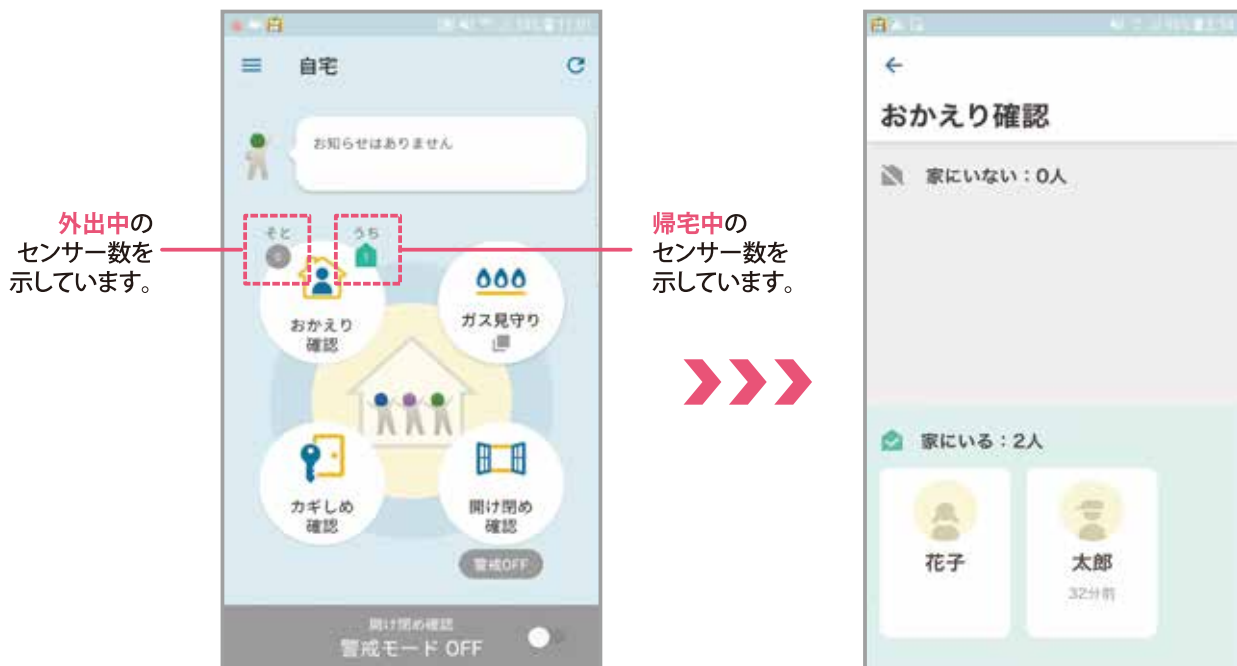 自宅
お知らせはありません
外出中の
センサー数を
示しています。
そと
うち
帰宅中の
センサー数を
示しています。
おかえり
確認
ガス見守り
カギしめ
確認
開け閉め
確認
警戒OFF
開け閉め確認
警戒モード OFF
おかえり確認
家にいない：0人
家にいる：2人
花子
太郎
32分前